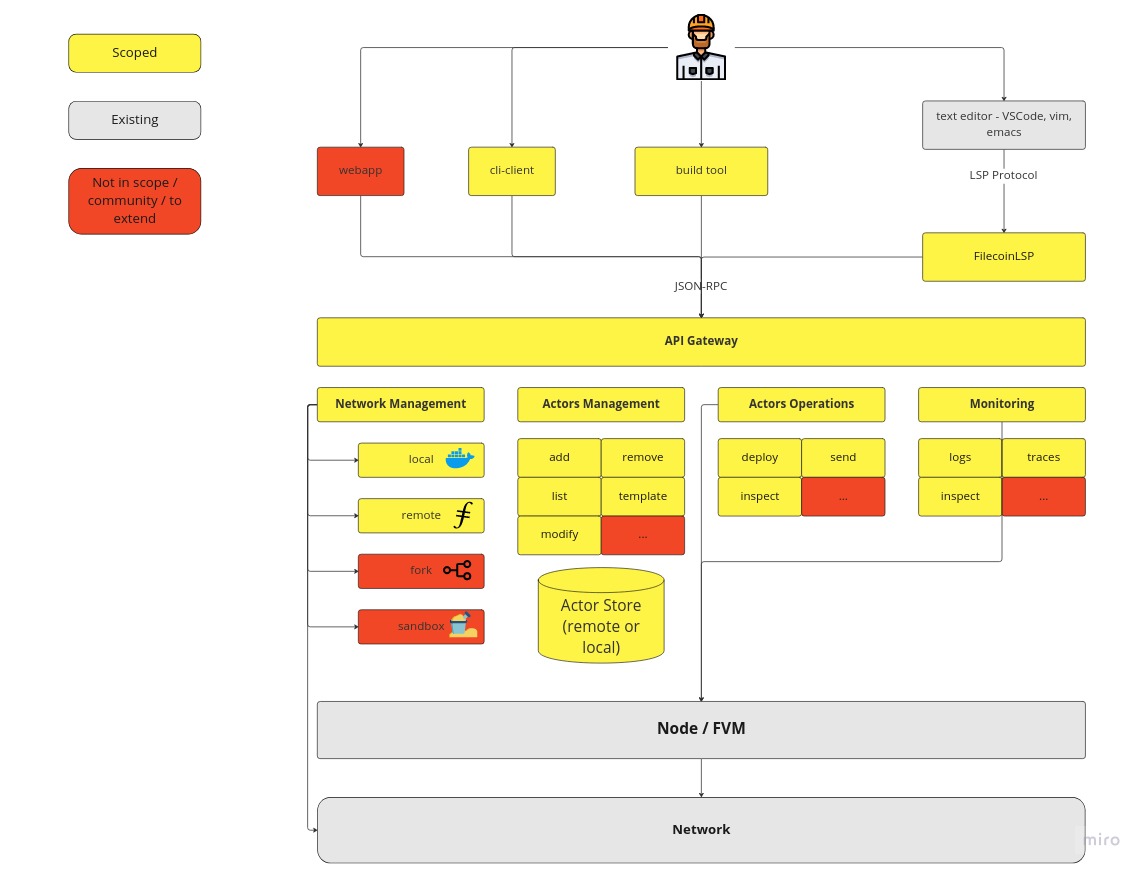 Scoped
Existing
Not in scope /
community / to
extend
text editor - VSCode, vim,
emacs
webapp
cli-client
build tool
LSP Protocol
FilecoinLSP
JSON-RPC
API Gateway
Network Management
Actors Management
Actors Operations
Monitoring
local
remote
fork
sandbox
add
remove
list
template
modify
...
Actor Store
(remote or
local)
deploy
send
inspect
...
logs
traces
inspect
...
Node / FVM
Network
miro